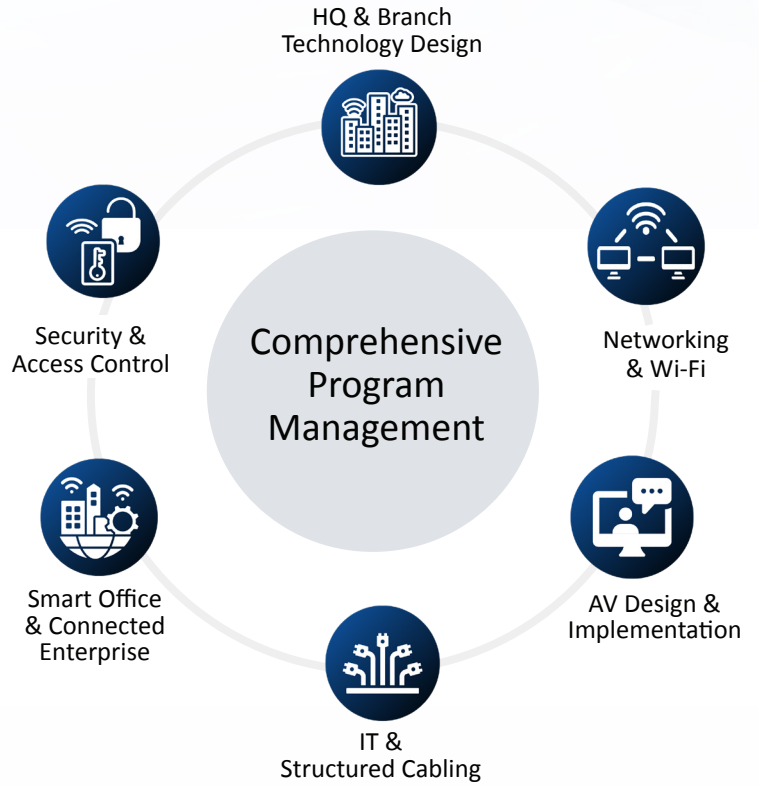 HQ & Branch
Technology Design
Security &
Access Control
Comprehensive
Program
Management
Networking
& Wi-Fi
Smart Office
& Connected
Enterprise
AV Design &
Implementation
IT &
Structured Cabling